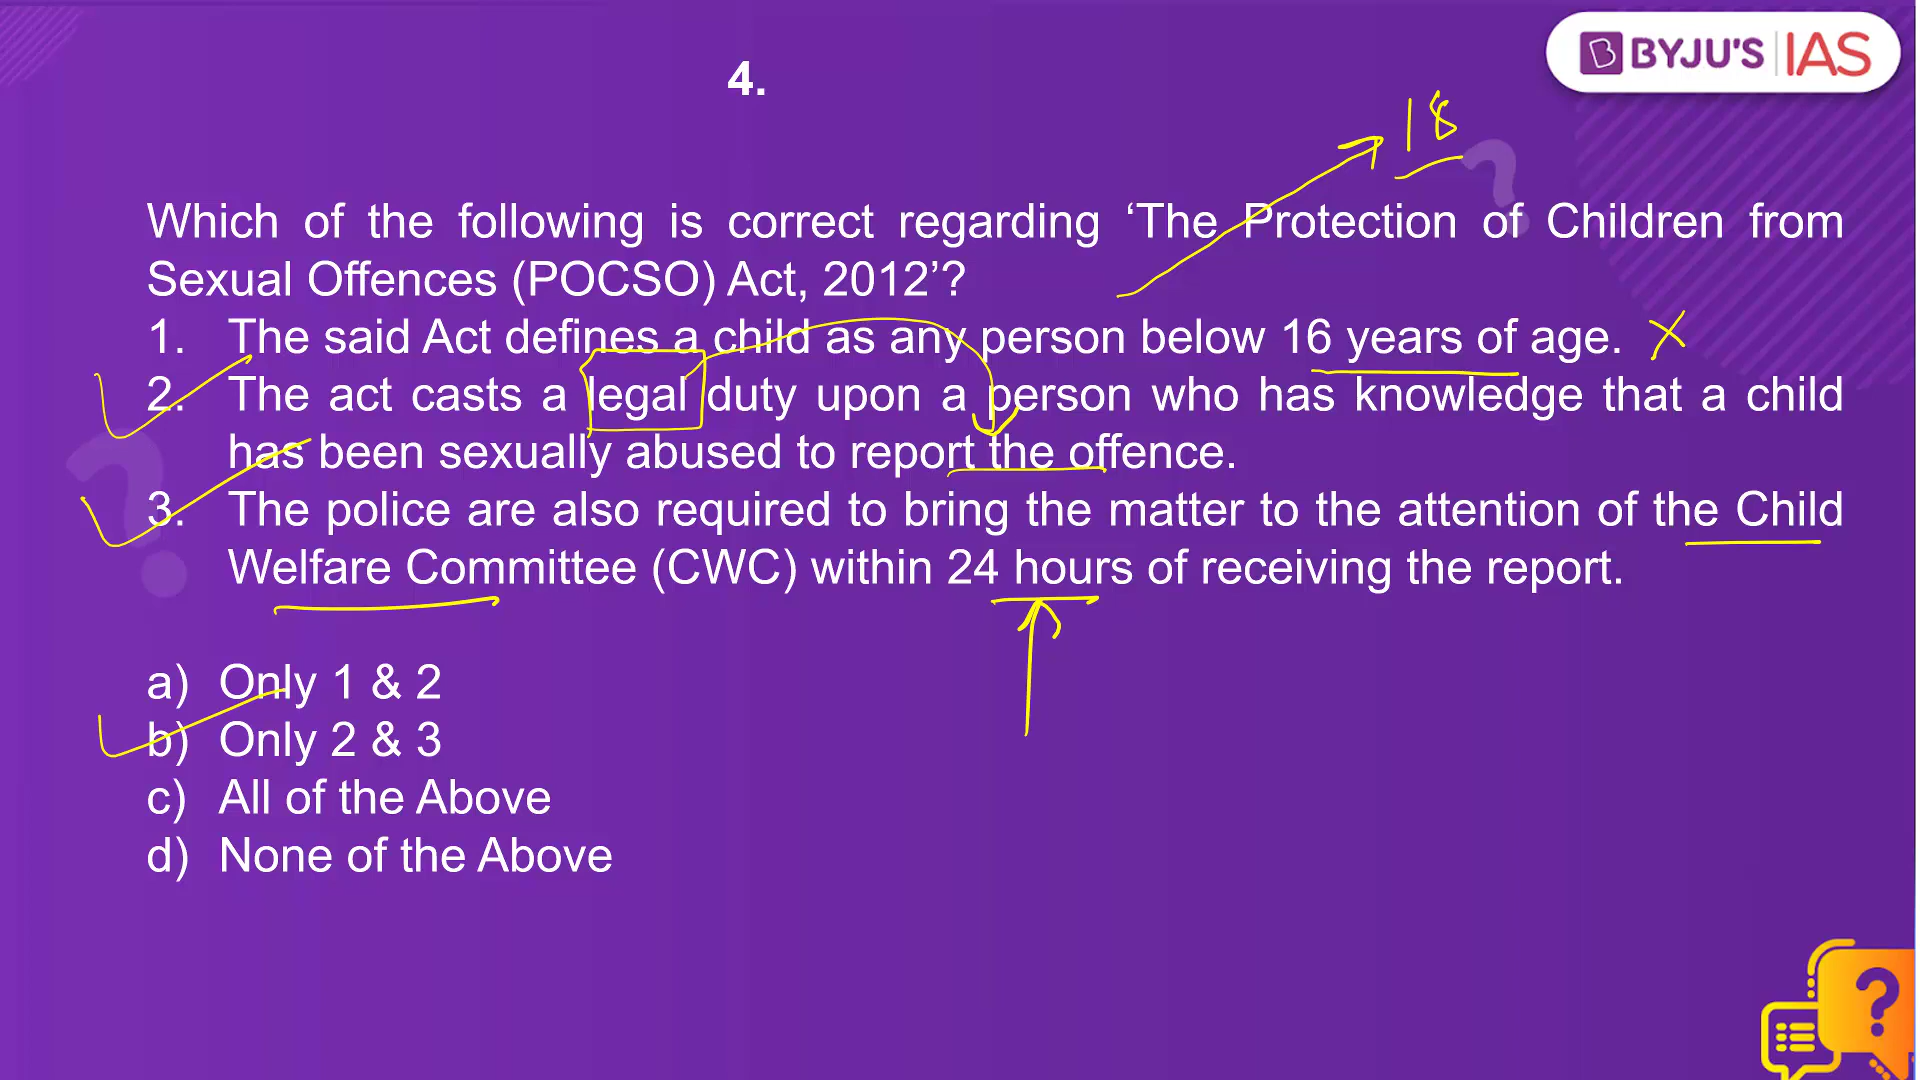 BYJU'S IAS
4.
18
Which of the following is correct regarding ‘The Protection of Children from
Sexual Offences (POCSO) Act, 2012’?
1. The said Act defines a child as any person below 16 years of age.
2. The act casts a legal duty upon a person who has knowledge that a child
has been sexually abused to report the offence.
3. The police are also required to bring the matter to the attention of the Child
Welfare Committee (CWC) within 24 hours of receiving the report.
a) Only 1 & 2
b) Only 2 & 3
c) All of the Above
d) None of the Above